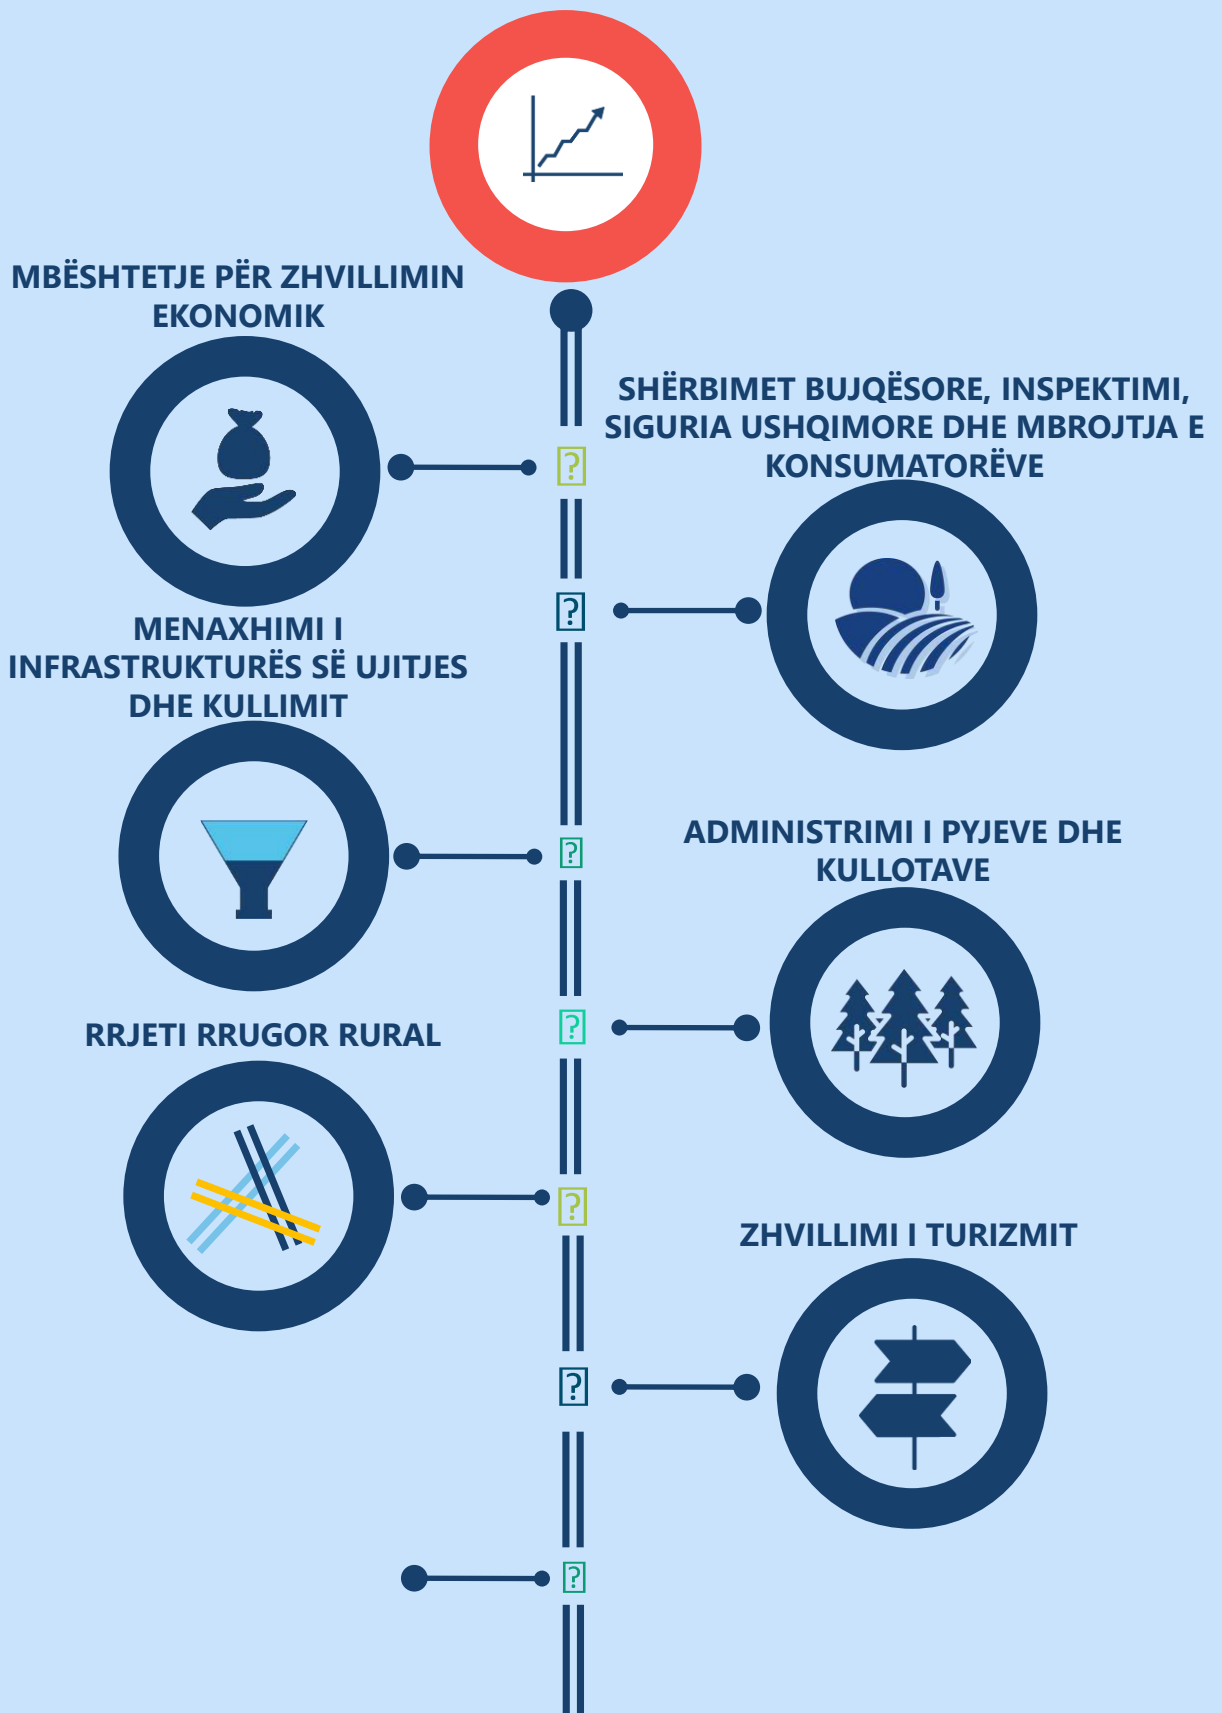 MBËSHTETJE PËR ZHVILLIMIN
EKONOMIK
SHËRBIMET BUJQËSORE, INSPEKTIMI,
SIGURIA USHQIMORE DHE MBROJTJA E
KONSUMATORËVE
MENAXHIMI I
INFRASTRUKTURËS SË UJITJES
DHE KULLIMIT
ADMINISTRIMI I PYJEVE DHE
KULLOTAVE
RRJETI RRUGOR RURAL
ZHVILLIMI I TURIZMIT